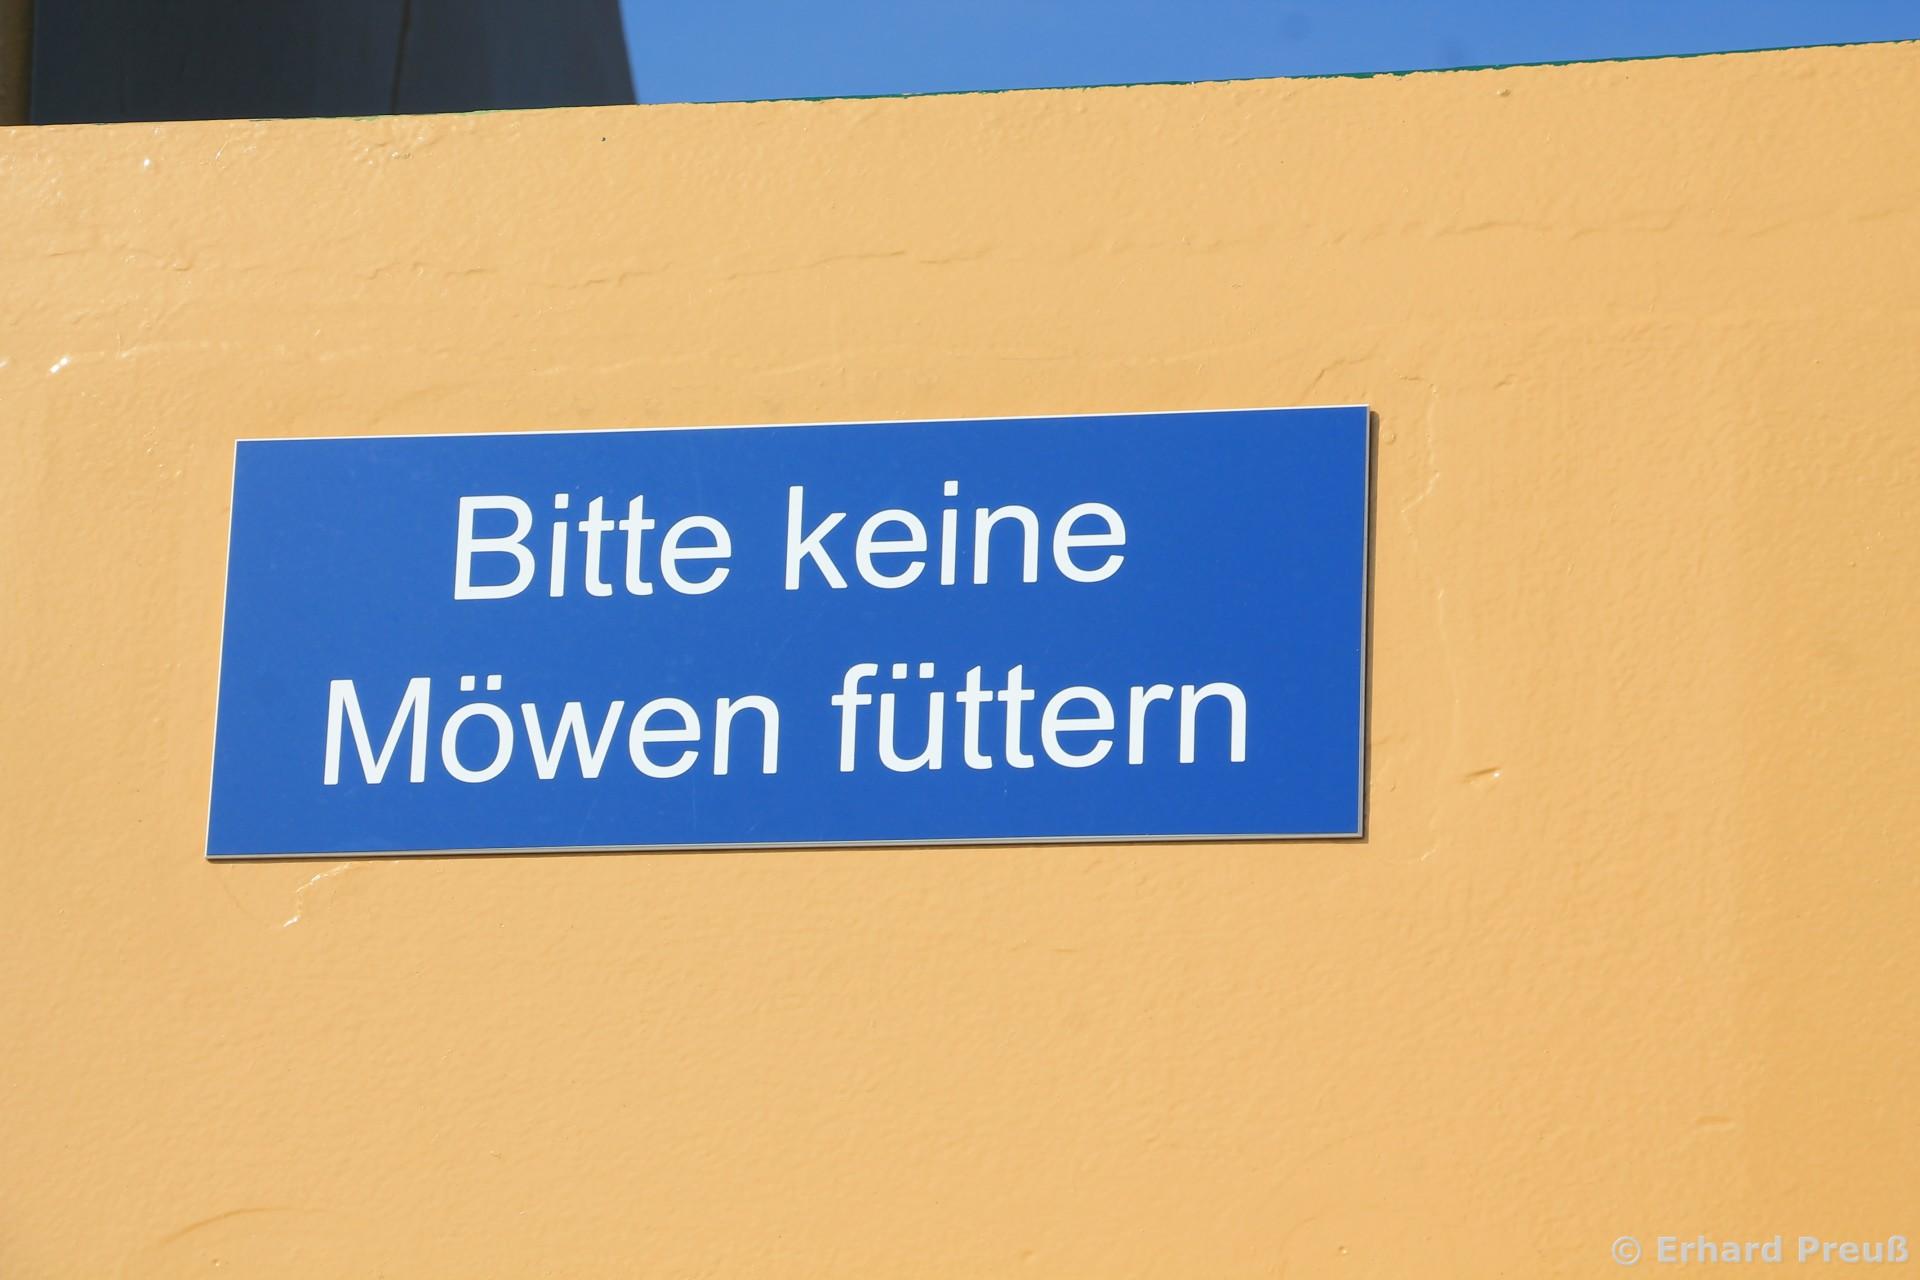 Bitte keine
Möwen füttern
© Erhard Preuß